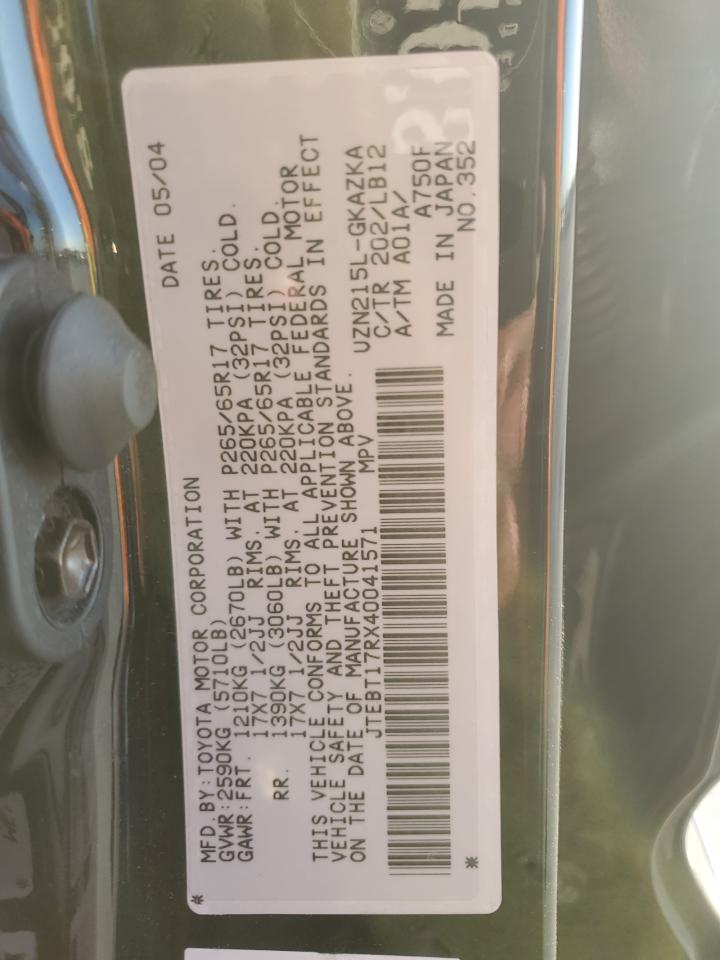 DATE 05/04
MFD. BY: TOYOTA MOTOR CORPORATION
GVWR: 2590KG (5710LB)
GAWR: FRT. 1210KG (2670LB) WITH P265/65R17 TIRES.
17X7 1/2JJ RIMS. AT 220KPA (32PSI) COLD.
RR. 1390KG (3060LB) WITH P265/65R17 TIRES.
17X7 1/2JJ RIMS. AT 220KPA (32PSI) COLD.
THIS VEHICLE CONFORMS TO ALL APPLICABLE FEDERAL MOTOR
VEHICLE SAFETY AND THEFT PREVENTION STANDARDS IN EFFECT
ON THE DATE OF MANUFACTURE SHOWN ABOVE.
JTEBT17RX40041571 MPV
UZN215L-GKAZKA
C/TR 202/LB12
A/TM A01A/
A750F
MADE IN JAPAN
NO.352